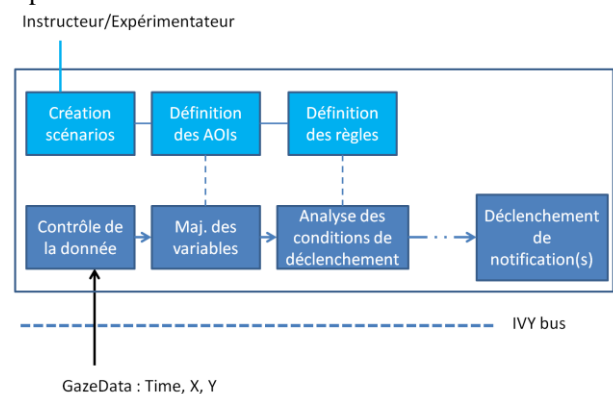 Instructeur/Expérimentateur
Création
scénarios
Définition
des AOIs
Définition
des règles
Contrôle de
la donnée
Maj. des
variables
Analyse des
conditions de
déclenchement
Déclenchement
de
notification(s)
IVY bus
GazeData : Time, X, Y